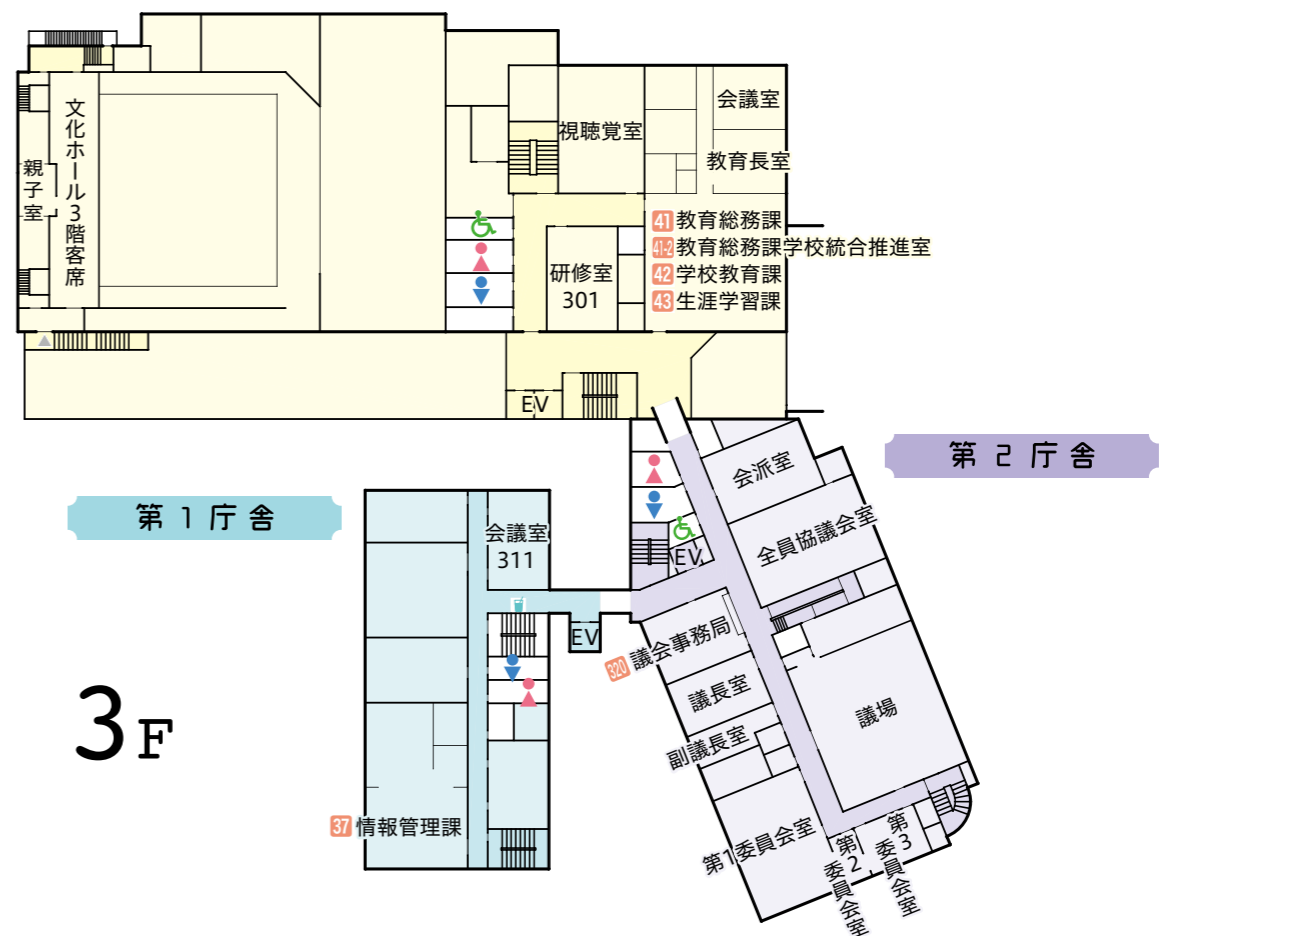 文化ホール3階客席
親子室
視聴覚室
会議室
教育長室
41 教育総務課
41-2 教育総務課学校統合推進室
42 学校教育課
43 生涯学習課
研修室
301
EV
第2庁舎
会派室
全員協議会室
EV
320 議会事務局
議長室
副議長室
議場
第1委員会室
第2委員会室
第3委員会室
第1庁舎
会議室
311
EV
37 情報管理課
3F